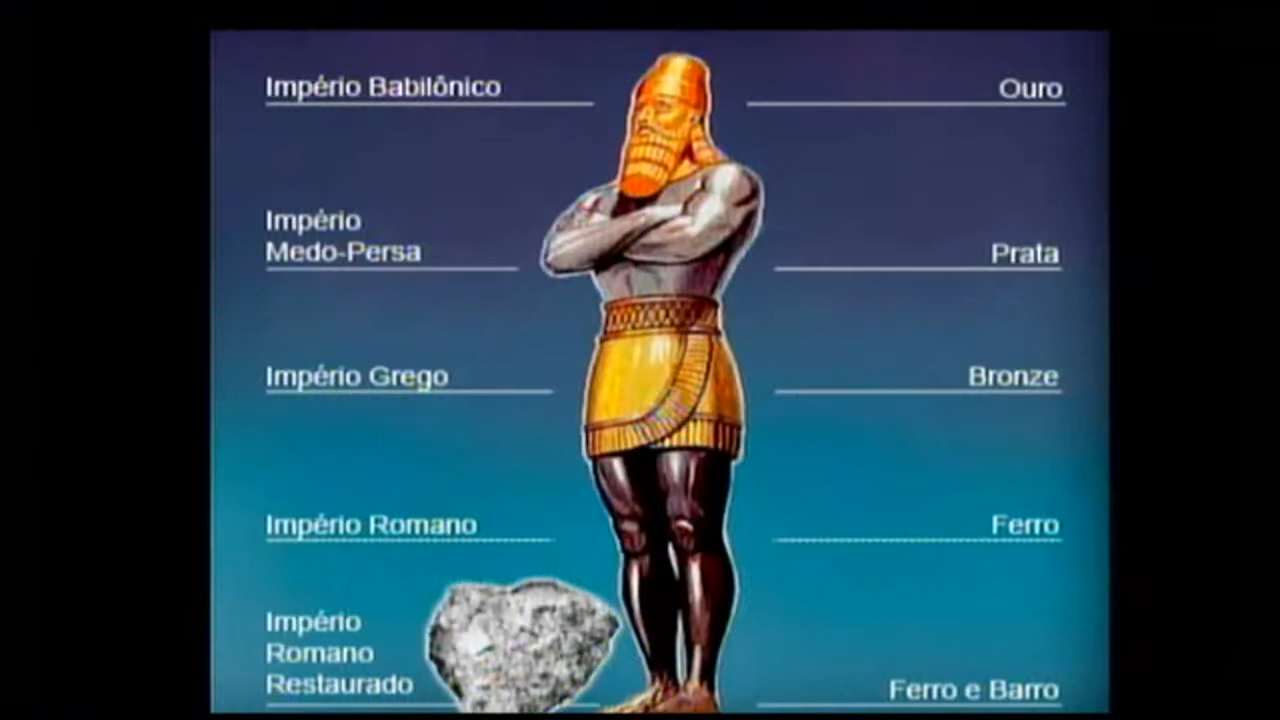 Império Babilônico
Ouro
Império
Medo-Persa
Prata
Império Grego
Bronze
Império Romano
Ferro
Império
Romano
Restaurado
Ferro e Barro